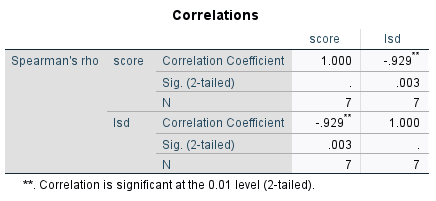 Correlations
score lsd
Spearman's rho score Correlation Coefficient 1.000 -.929**
Sig. (2-tailed) . .003
N 7 7
lsd Correlation Coefficient -.929** 1.000
Sig. (2-tailed) .003 .
N 7 7
**. Correlation is significant at the 0.01 level (2-tailed).